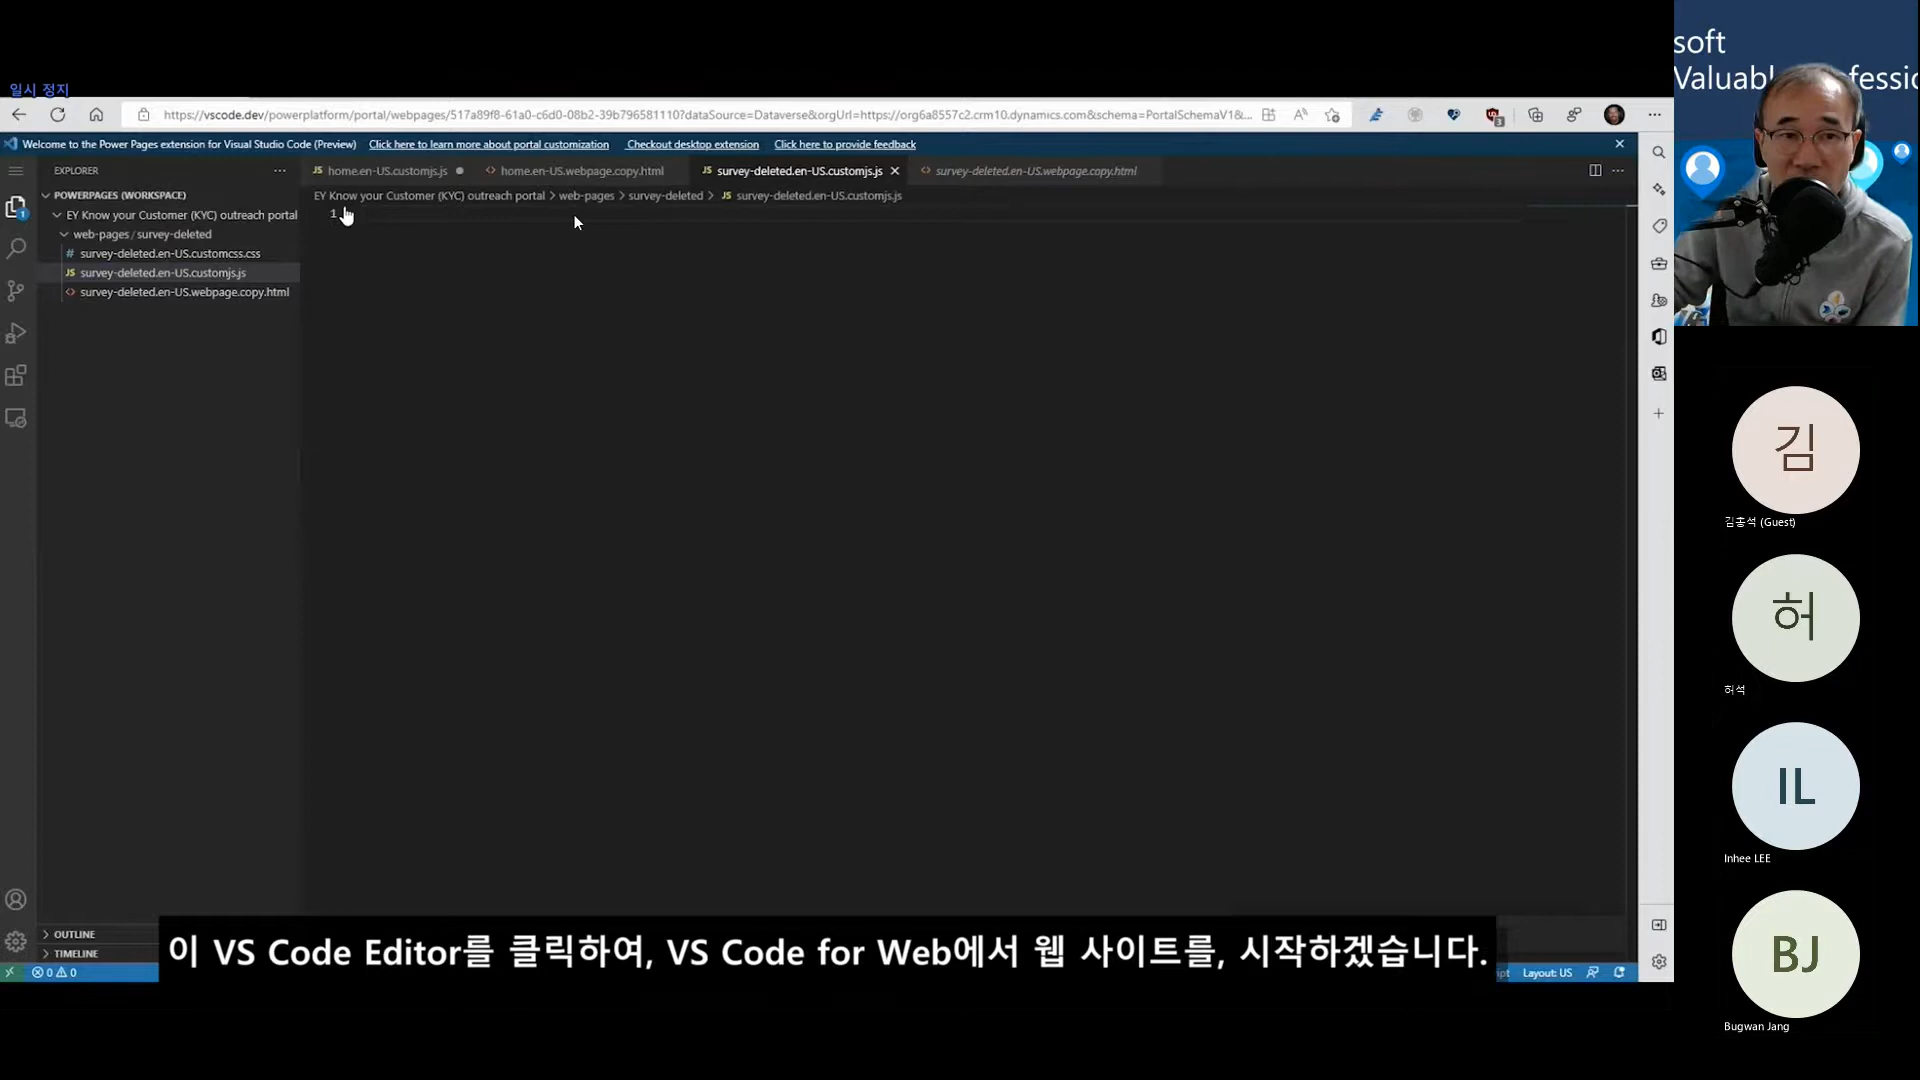 일시 정지
https://vscode.dev/powerplatform/portal/webpages/517a89f8-61a0-c6d0-08b2-39b796581110?dataSource=Dataverse&orgUrl=https://org6a8557c2.crm10.dynamics.com&schema=PortalSchemaV1&...
Welcome to the Power Pages extension for Visual Studio Code (Preview) Click here to learn more about portal customization Checkout desktop extension Click here to provide feedback
EXPLORER
home.en-US.customjs.js home.en-US.webpage.copy.html survey-deleted.en-US.customjs.js survey-deleted.en-US.webpage.copy.html
EY Know your Customer (KYC) outreach portal > web-pages > survey-deleted > JS survey-deleted.en-US.customjs.js
1
POWERPAGES (WORKSPACE)
EY Know your Customer (KYC) outreach portal
web-pages / survey-deleted
# survey-deleted.en-US.customcss.css
JS survey-deleted.en-US.customjs.js
<> survey-deleted.en-US.webpage.copy.html
OUTLINE
TIMELINE
0 0
Layout: US
이 VS Code Editor를 클릭하여, VS Code for Web에서 웹 사이트를, 시작하겠습니다.
soft
Valuabl fessio
김
김홍석 (Guest)
허
허석
IL
Inhee LEE
BJ
Bugwan Jang